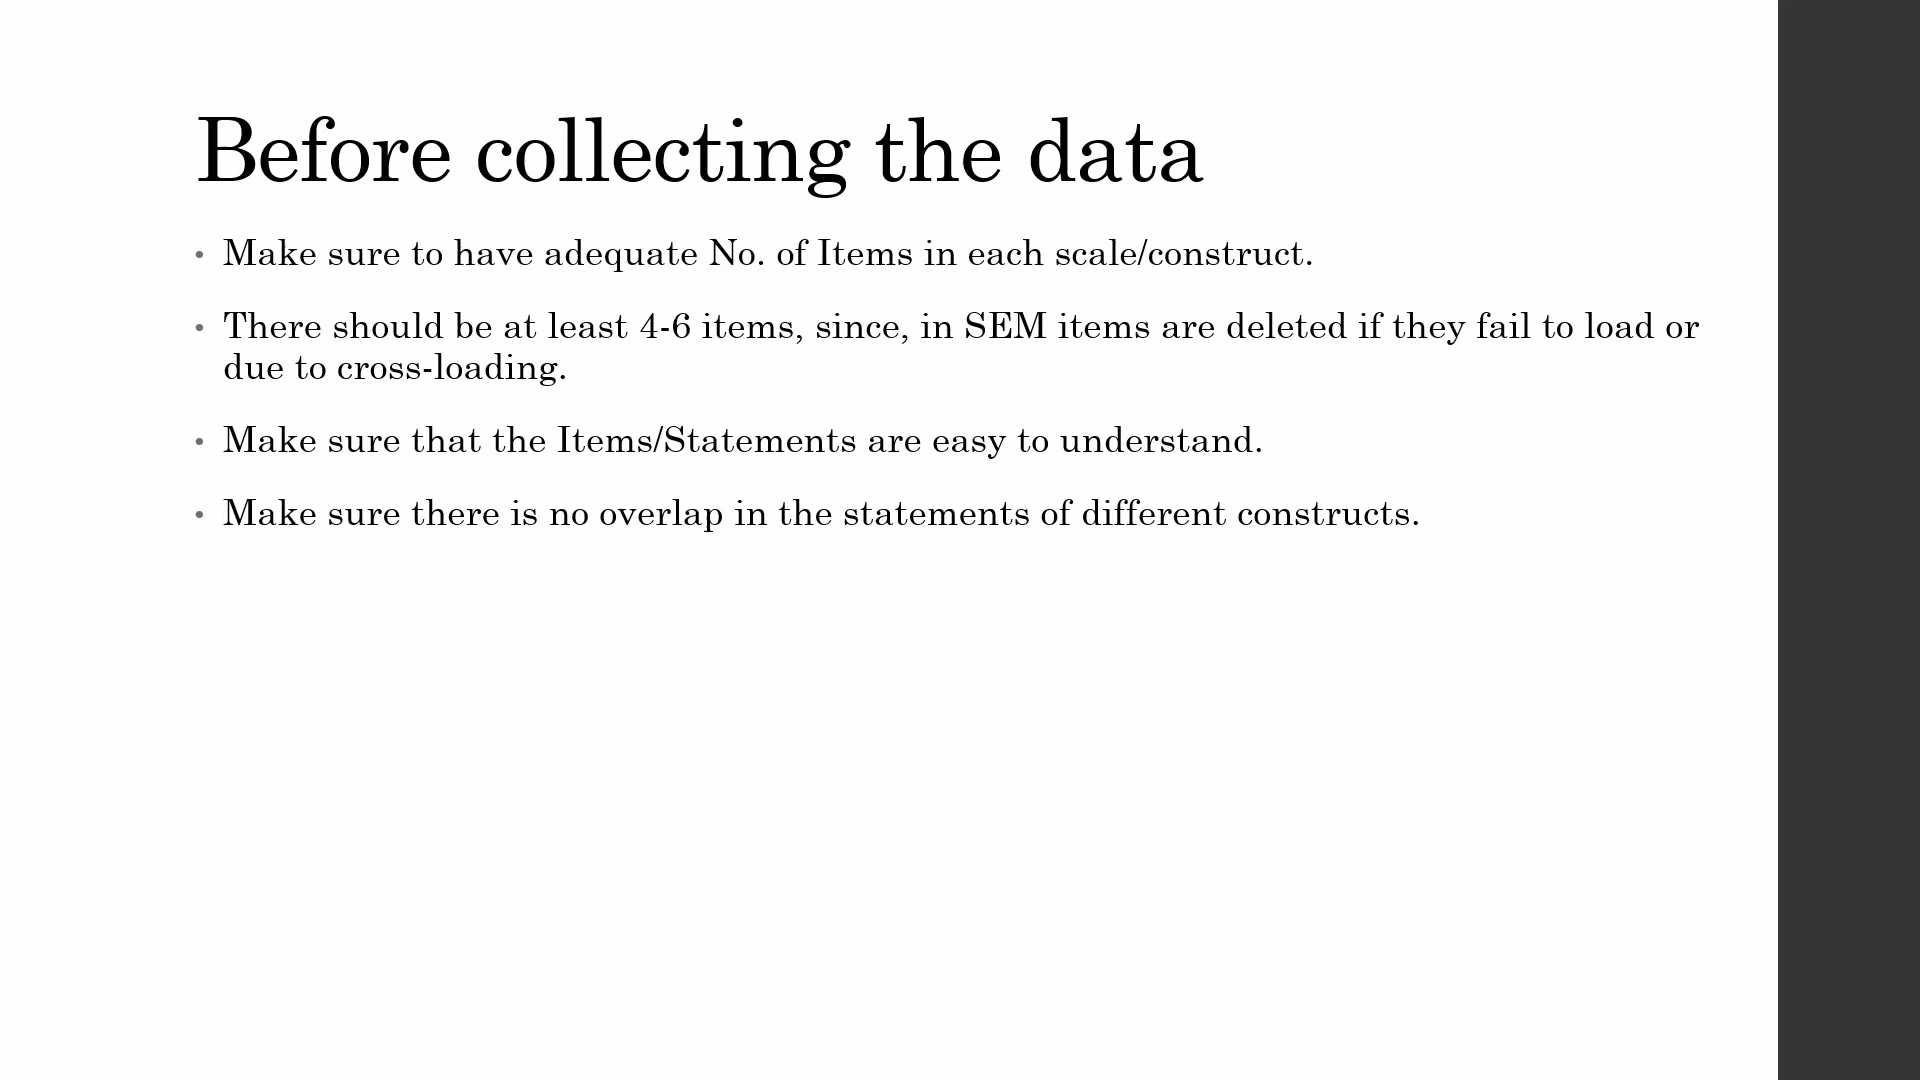 Before collecting the data
• Make sure to have adequate No. of Items in each scale/construct.
• There should be at least 4-6 items, since, in SEM items are deleted if they fail to load or
due to cross-loading.
• Make sure that the Items/Statements are easy to understand.
• Make sure there is no overlap in the statements of different constructs.